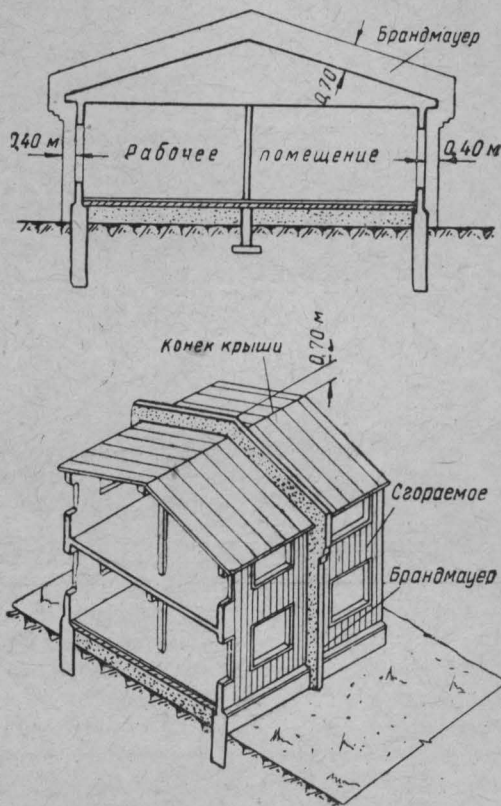 Брандмауер
0,70
0,40 м
Рабочее помещение
0,40 м
0,70 м
Конек крыши
Сгораемое
Брандмауер